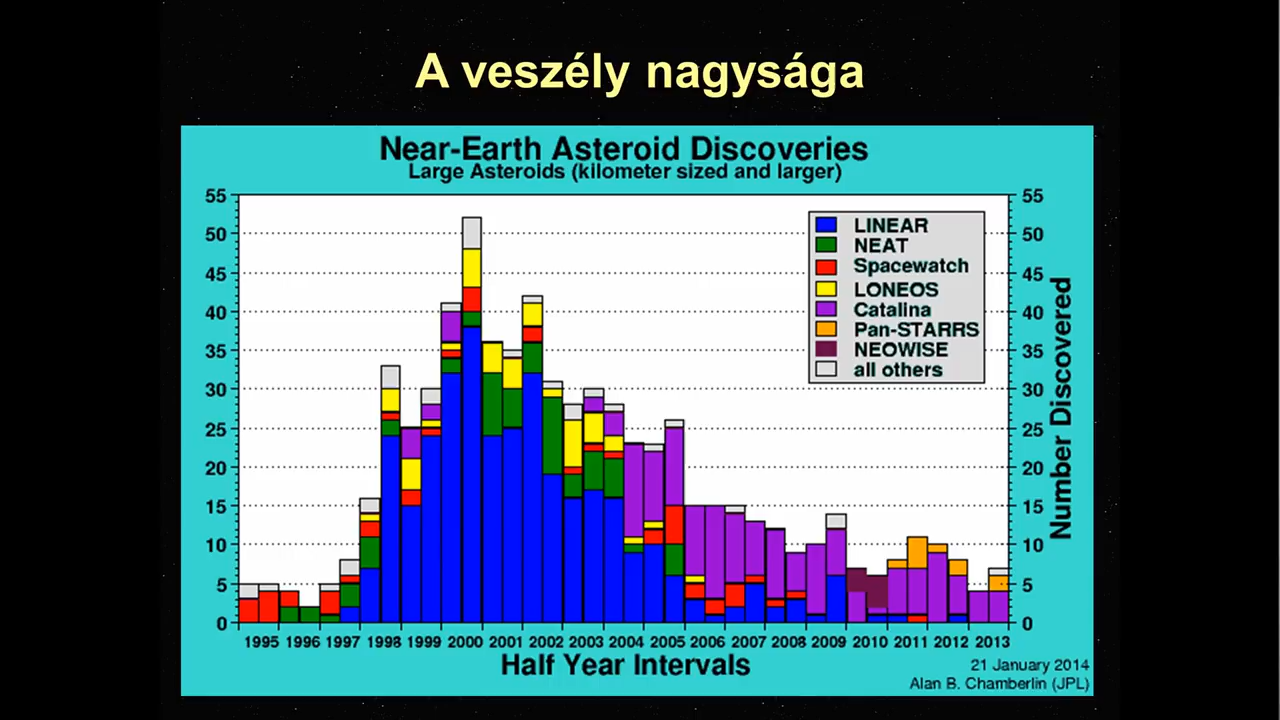 A veszély nagysága
Near-Earth Asteroid Discoveries
Large Asteroids (kilometer sized and larger)
55 55
50 50
45 45
40 40
35 35
30 30
25 25
20 20
15 15
10 10
5 5
0 0
LINEAR
NEAT
Spacewatch
LONEOS
Catalina
Pan-STARRS
NEOWISE
all others
Number Discovered
1995 1996 1997 1998 1999 2000 2001 2002 2003 2004 2005 2006 2007 2008 2009 2010 2011 2012 2013
Half Year Intervals
21 January 2014
Alan B. Chamberlin (JPL)